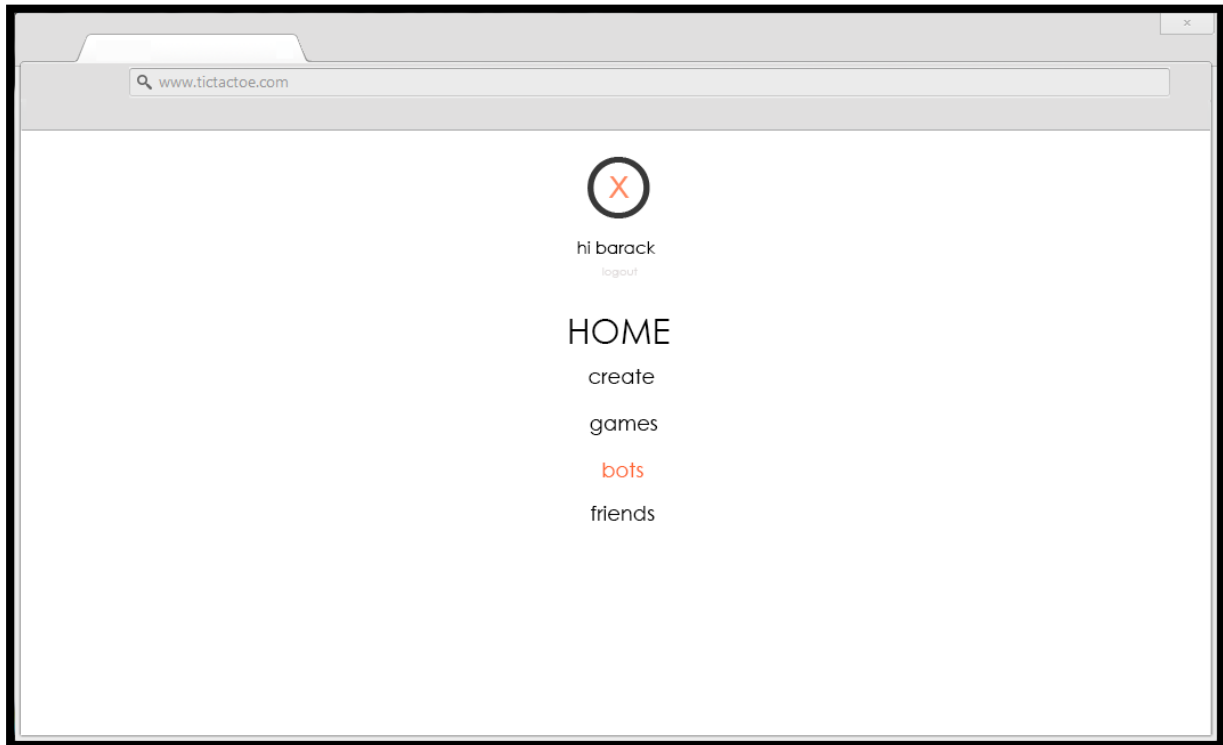 ×
www.tictactoe.com
X
hi barack
logout
HOME
create
games
bots
friends